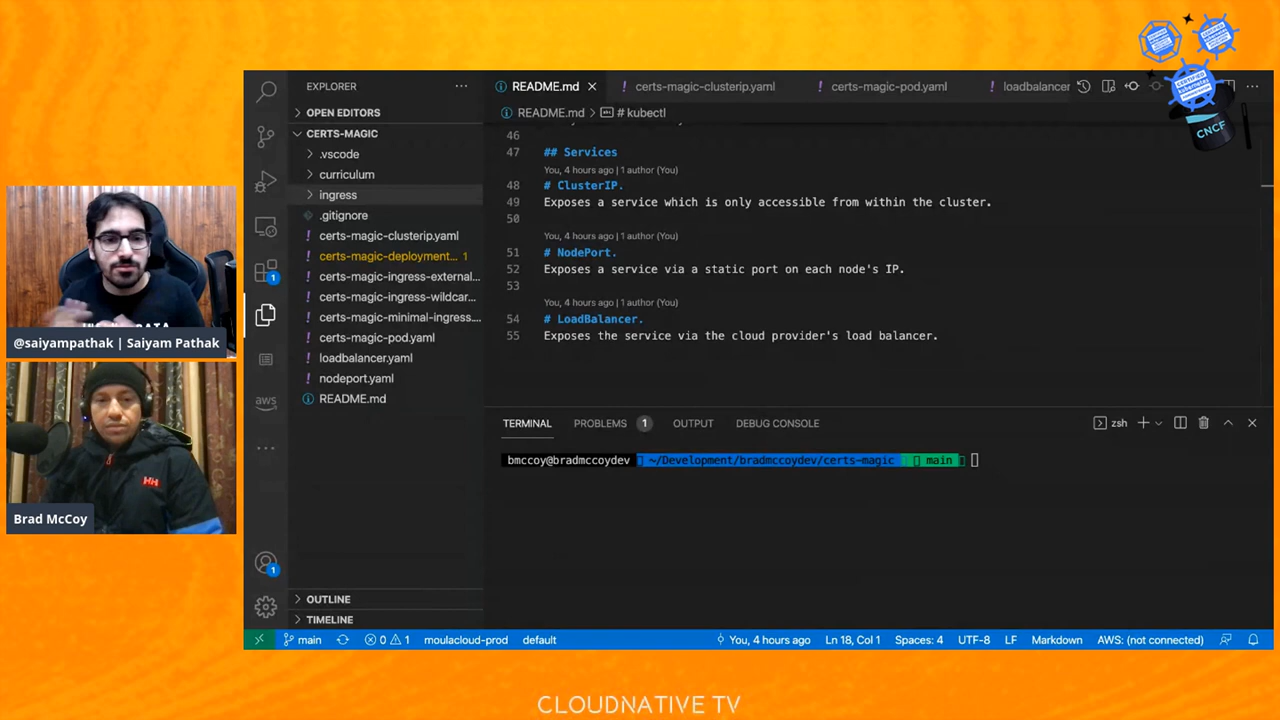 CNCF
EXPLORER
README.md
certs-magic-clusterip.yaml
certs-magic-pod.yaml
loadbalancer
OPEN EDITORS
README.md > # kubectl
CERTS-MAGIC
.vscode
curriculum
ingress
.gitignore
certs-magic-clusterip.yaml
certs-magic-deployment... 1
certs-magic-ingress-external...
certs-magic-ingress-wildcar...
certs-magic-minimal-ingress....
certs-magic-pod.yaml
loadbalancer.yaml
nodeport.yaml
README.md
46
47 ## Services
You, 4 hours ago | 1 author (You)
48 # ClusterIP.
49 Exposes a service which is only accessible from within the cluster.
50
You, 4 hours ago | 1 author (You)
51 # NodePort.
52 Exposes a service via a static port on each node's IP.
53
You, 4 hours ago | 1 author (You)
54 # LoadBalancer.
55 Exposes the service via the cloud provider's load balancer.
TERMINAL PROBLEMS 1 OUTPUT DEBUG CONSOLE zsh
bmccoy@bradmccoydev ~/Development/bradmccoydev/certs-magic main
1
aws
1
@saiyampathak | Saiyam Pathak
HH
Brad McCoy
OUTLINE
TIMELINE
main 0 1 moulacloud-prod default You, 4 hours ago Ln 18, Col 1 Spaces: 4 UTF-8 LF Markdown AWS: (not connected)
CLOUDNATIVE TV